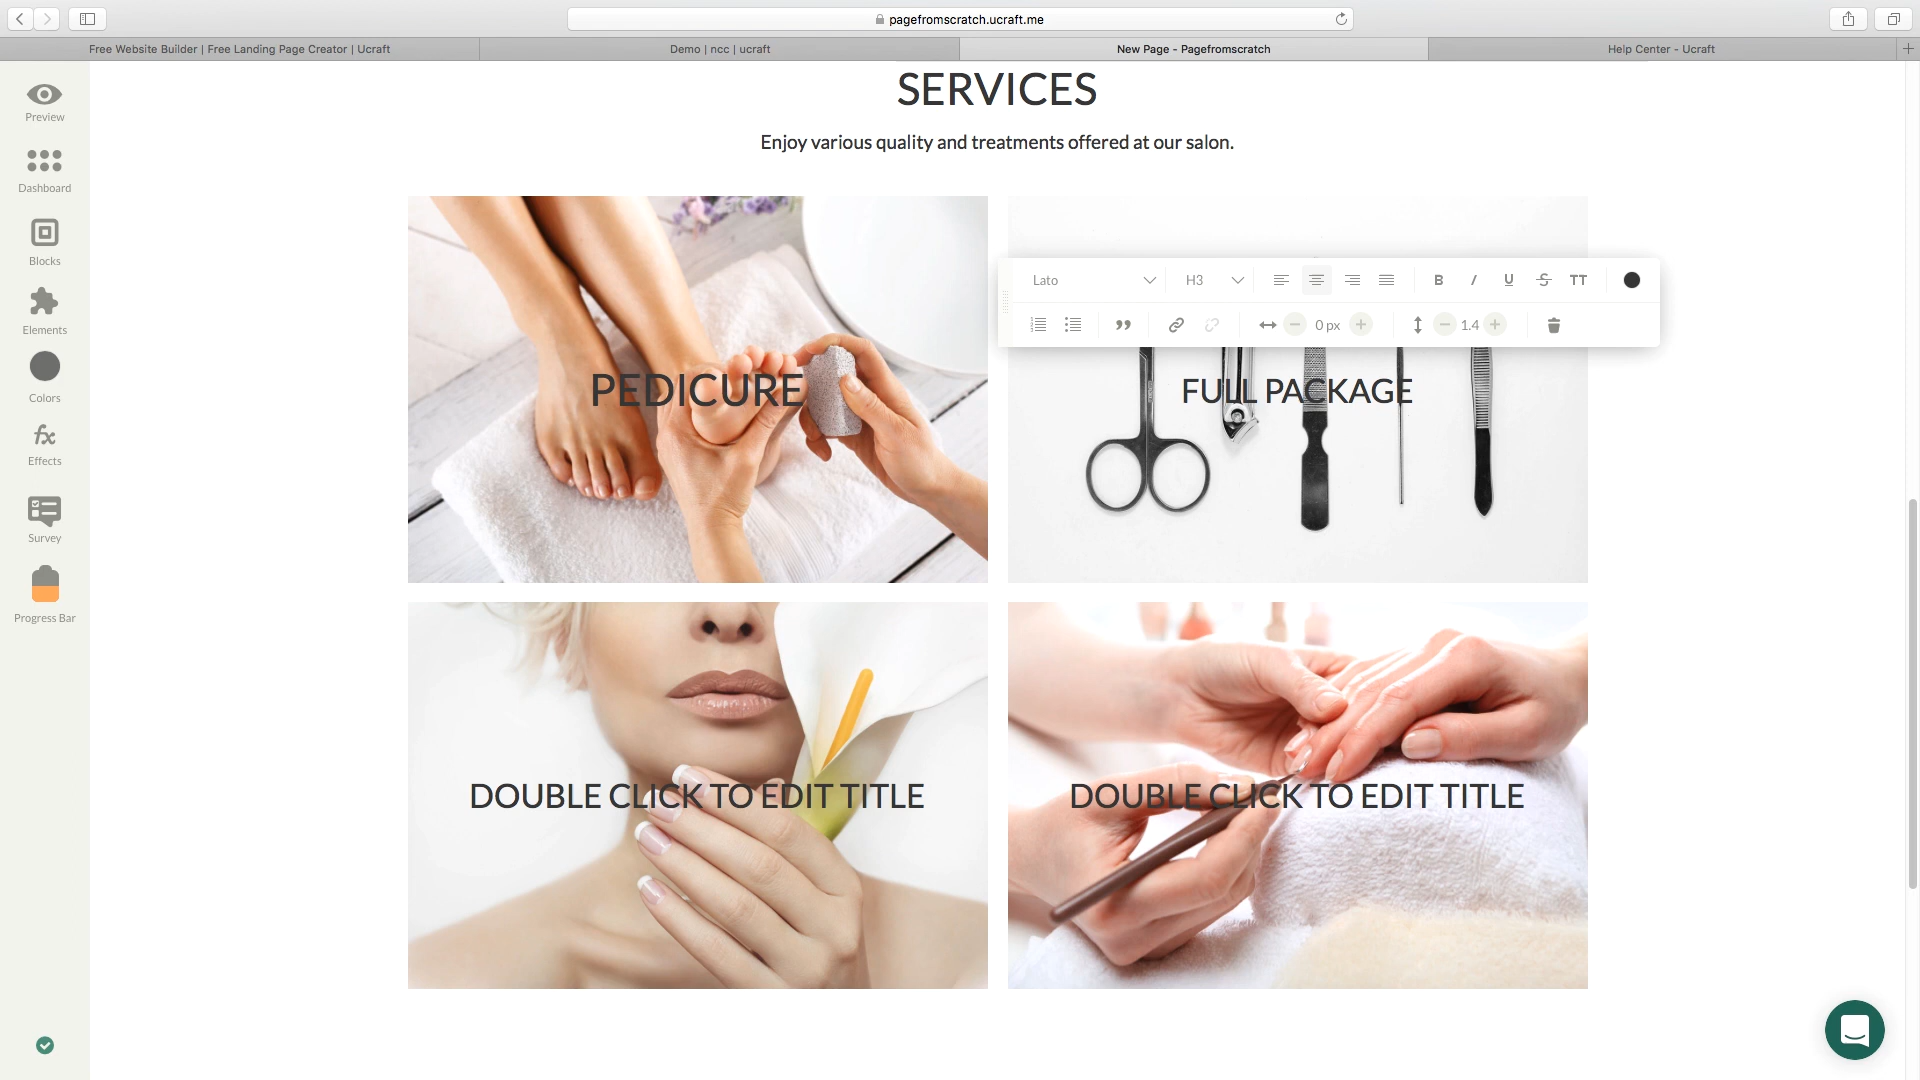 pagefromscratch.ucraft.me
Free Website Builder | Free Landing Page Creator | Ucraft
Demo | ncc | ucraft
New Page - Pagefromscratch
Help Center - Ucraft
Preview
Dashboard
Blocks
Elements
Colors
Effects
Survey
Progress Bar
SERVICES
Enjoy various quality and treatments offered at our salon.
Lato
H3
B I U S TT
0 px
1.4
PEDICURE
FULL PACKAGE
DOUBLE CLICK TO EDIT TITLE
DOUBLE CLICK TO EDIT TITLE